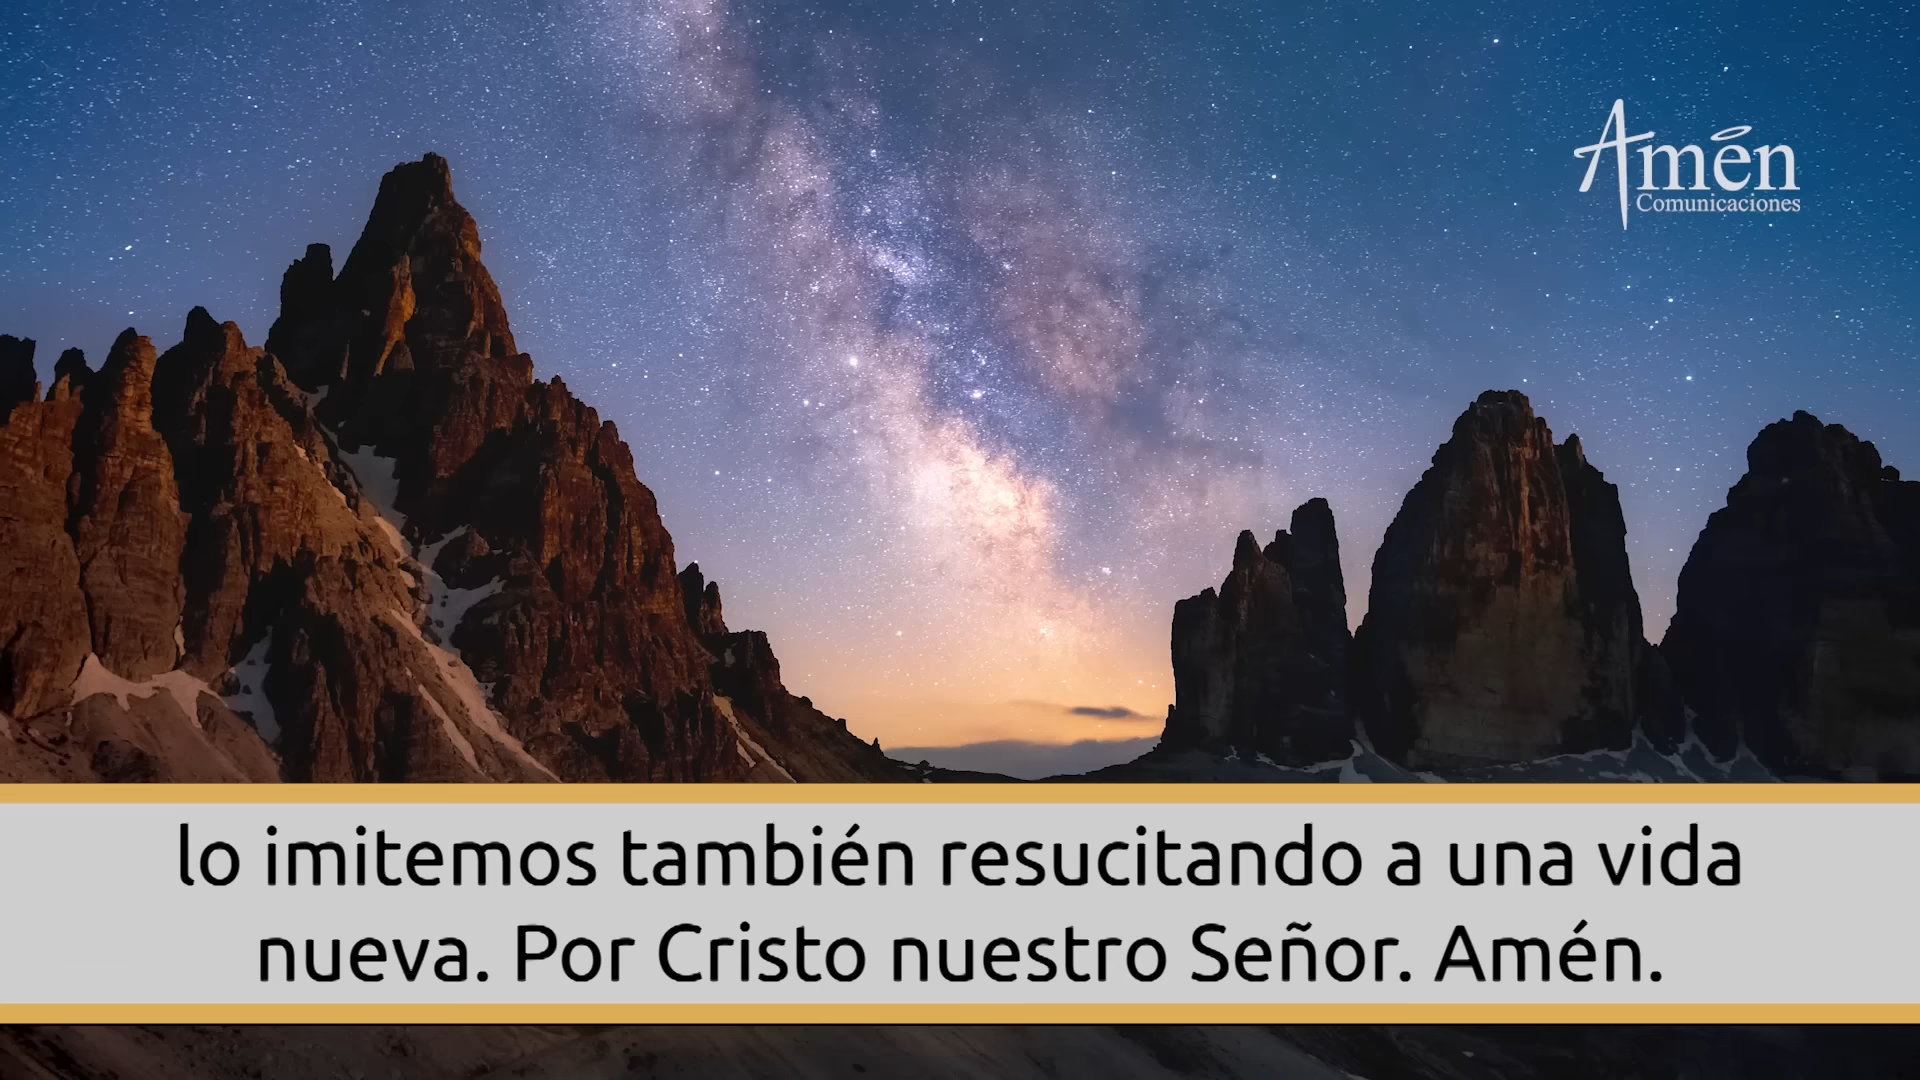 Amén
Comunicaciones
lo imitemos también resucitando a una vida
nueva. Por Cristo nuestro Señor. Amén.